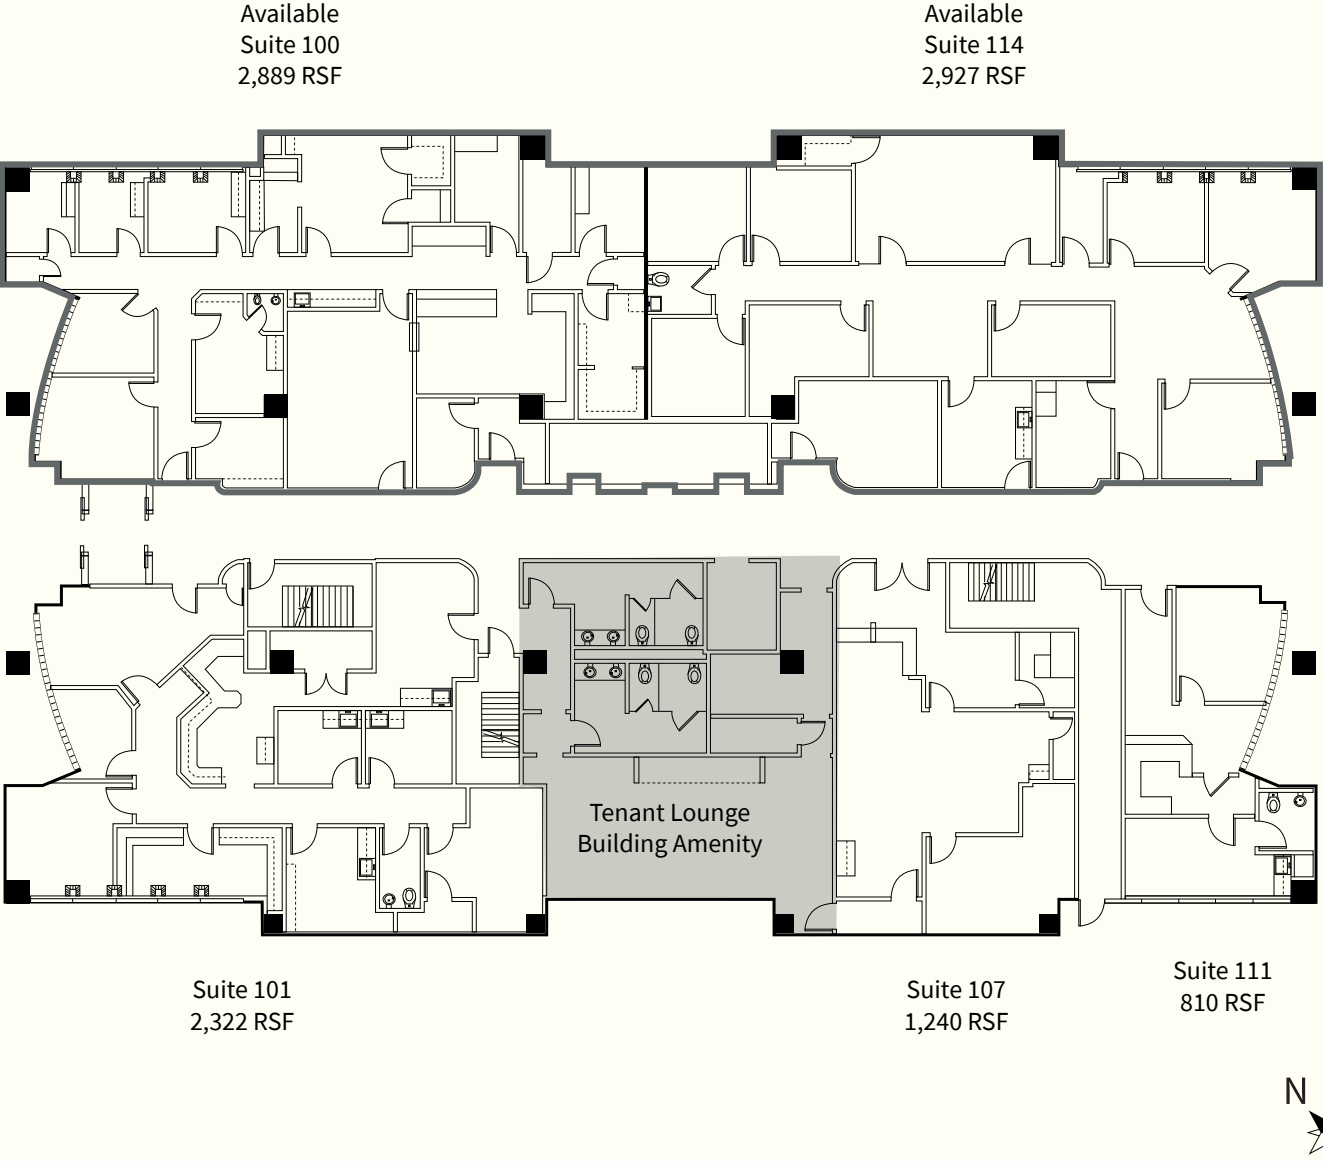 Available
Suite 100
2,889 RSF
Available
Suite 114
2,927 RSF
Tenant Lounge
Building Amenity
Suite 101
2,322 RSF
Suite 107
1,240 RSF
Suite 111
810 RSF
N